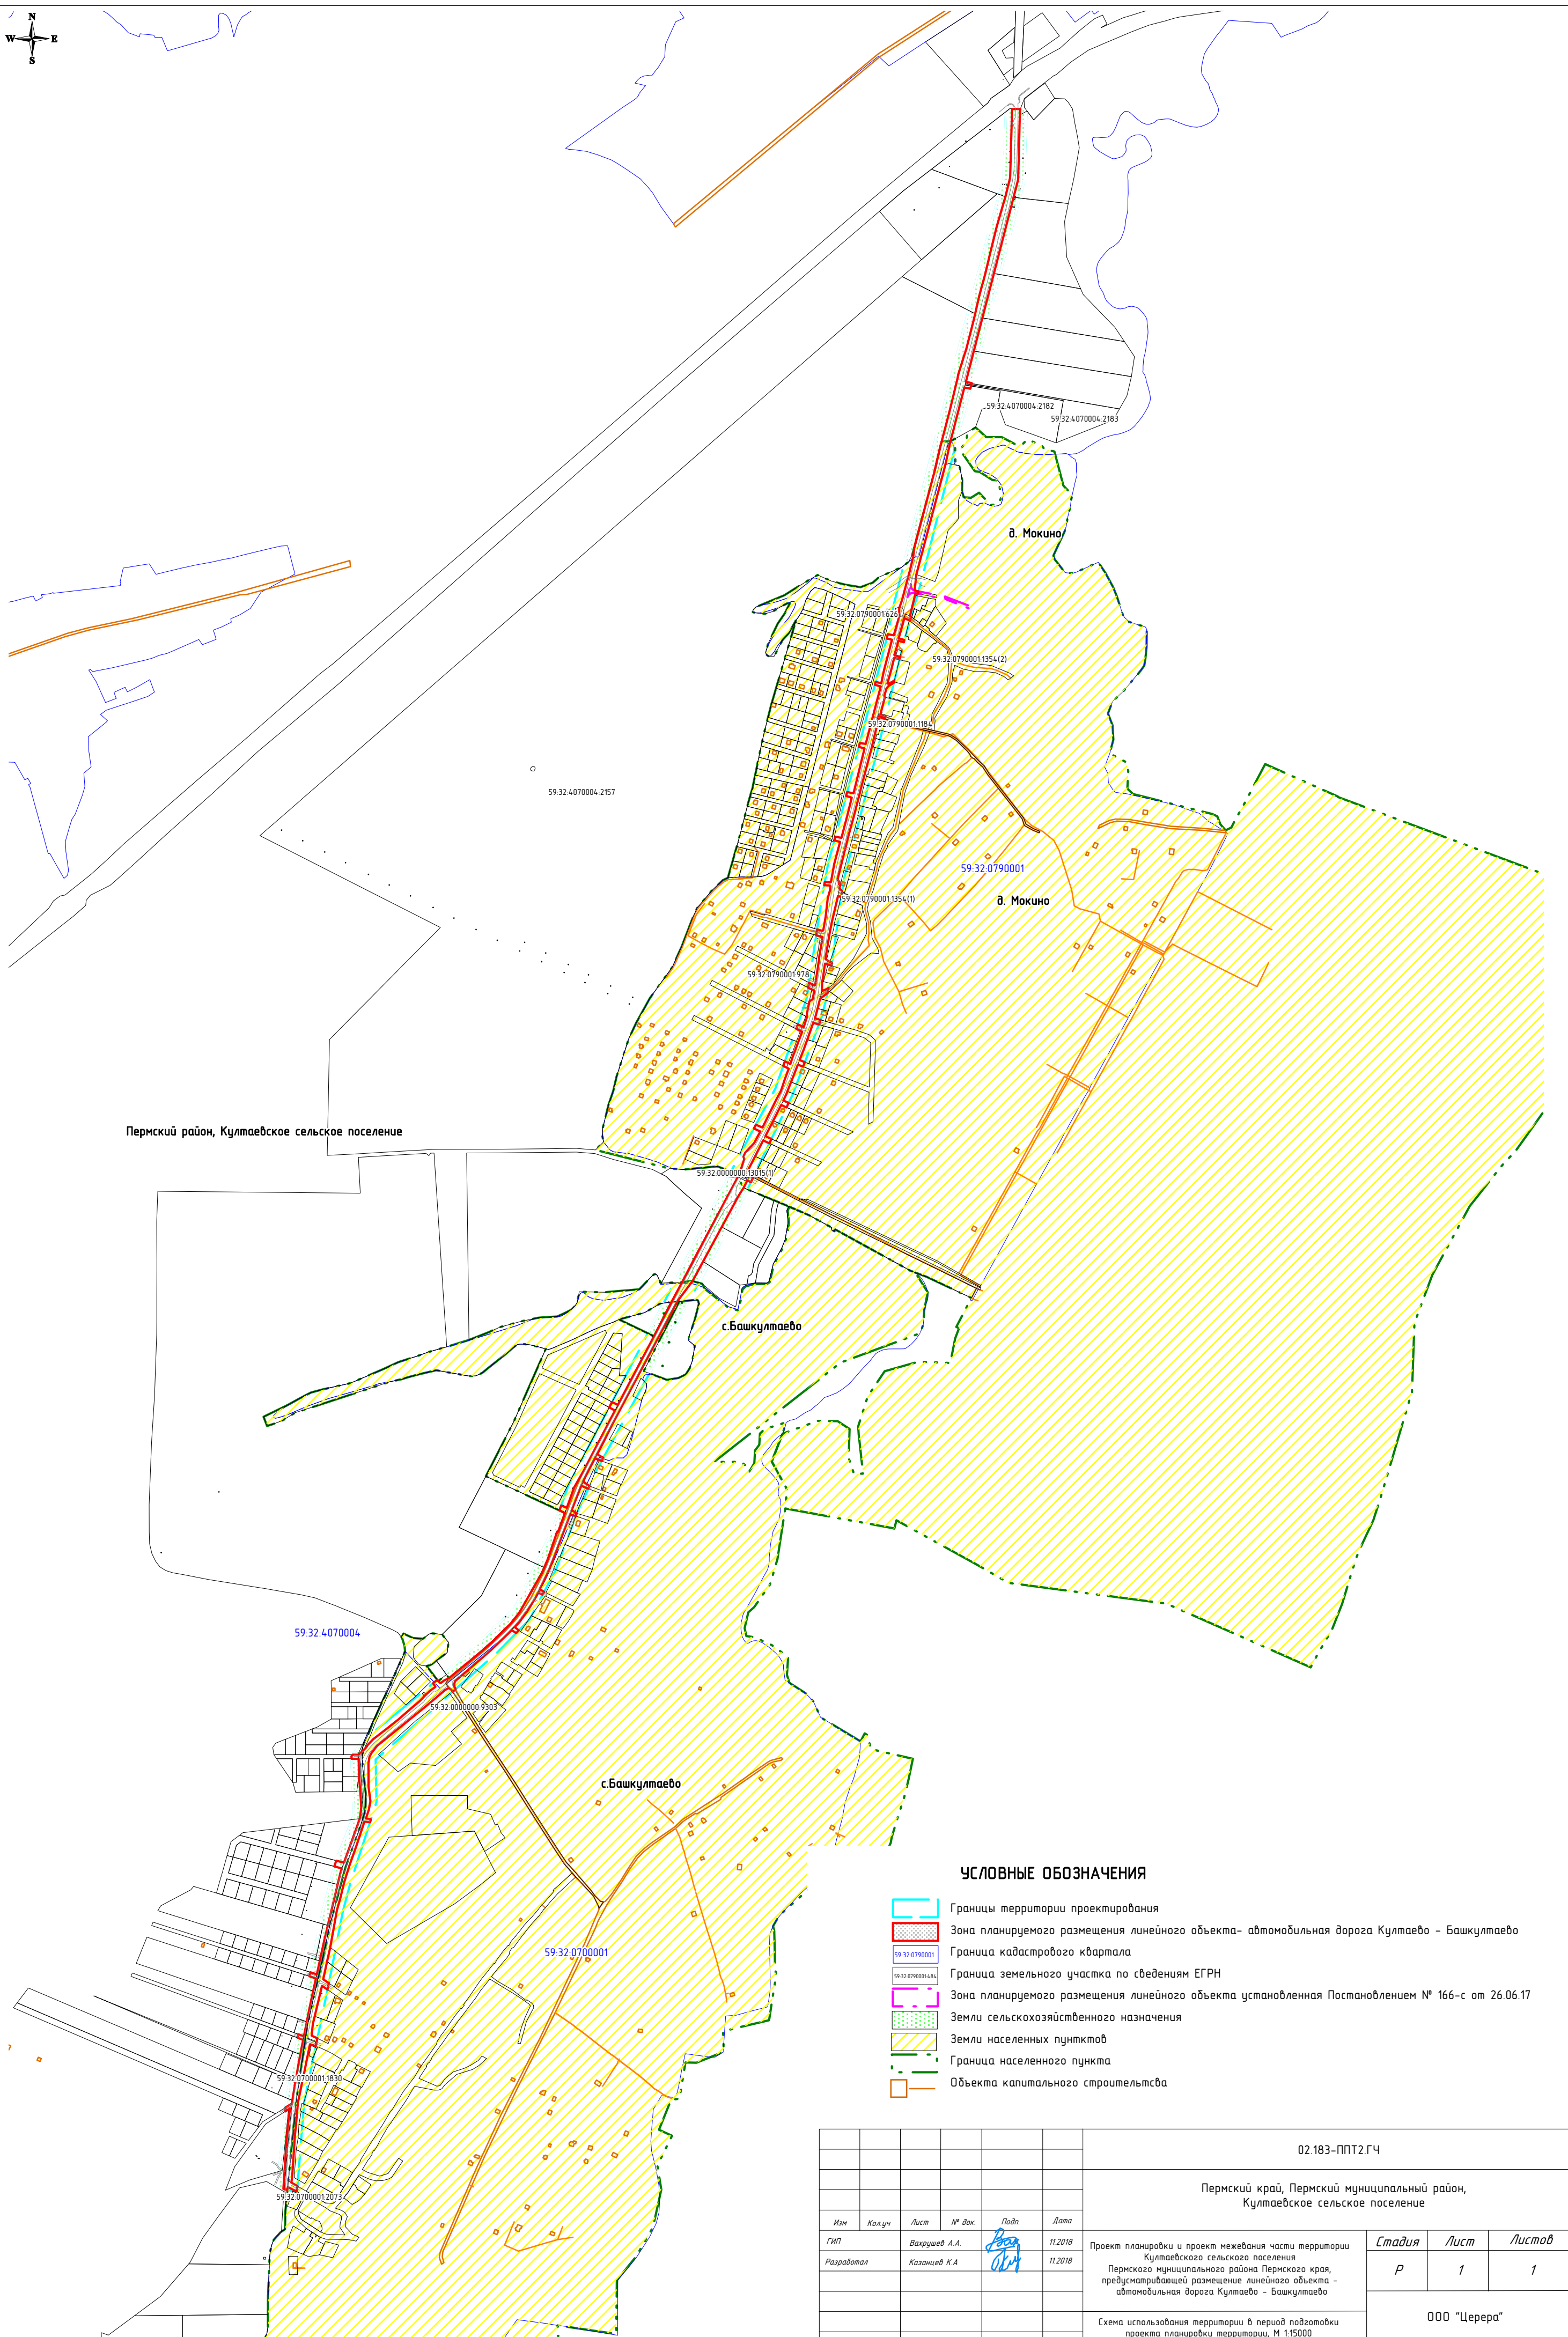 N
W E
S
59:32:4070004:2182
59:32:4070004:2183
д. Мокино
59:32:0790001:626
59:32:0790001:1354(2)
59:32:0790001:1184
59:32:4070004:2157
59:32:0790001
д. Мокино
59:32:0790001:1354(1)
59:32:0790001:978
Пермский район, Култаевское сельское поселение
59:32:0000000:13015(1)
с.Башкултаево
59:32:4070004
59:32:0000000:9303
с.Башкултаево
59:32:0700001
59:32:0700001:1830
59:32:0700001:2073
УСЛОВНЫЕ ОБОЗНАЧЕНИЯ
Границы территории проектирования
Зона планируемого размещения линейного объекта- автомобильная дорога Култаево - Башкултаево
59:32:0790001 Граница кадастрового квартала
59:32:0790001:484 Граница земельного участка по сведениям ЕГРН
Зона планируемого размещения линейного объекта установленная Постановлением № 166-с от 26.06.17
Земли сельскохозяйственного назначения
Земли населенных пунтктов
Граница населенного пункта
Объекта капитального строительтсва
02.183-ППТ2.ГЧ
Пермский край, Пермский муниципальный район,
Култаевское сельское поселение
Изм Кол.уч Лист № док. Подп. Дата
ГИП Вахрушев А.А. 11.2018
Разработал Казанцев К.А 11.2018
Проект планировки и проект межевания части территории
Култаевского сельского поселения
Пермского муниципального района Пермского края,
предусматривающей размещение линейного объекта -
автомобильная дорога Култаево - Башкултаево
Стадия Лист Листов
Р 1 1
Схема использования территории в период подготовки
проекта планировки территории, М 1:15000
ООО "Церера"